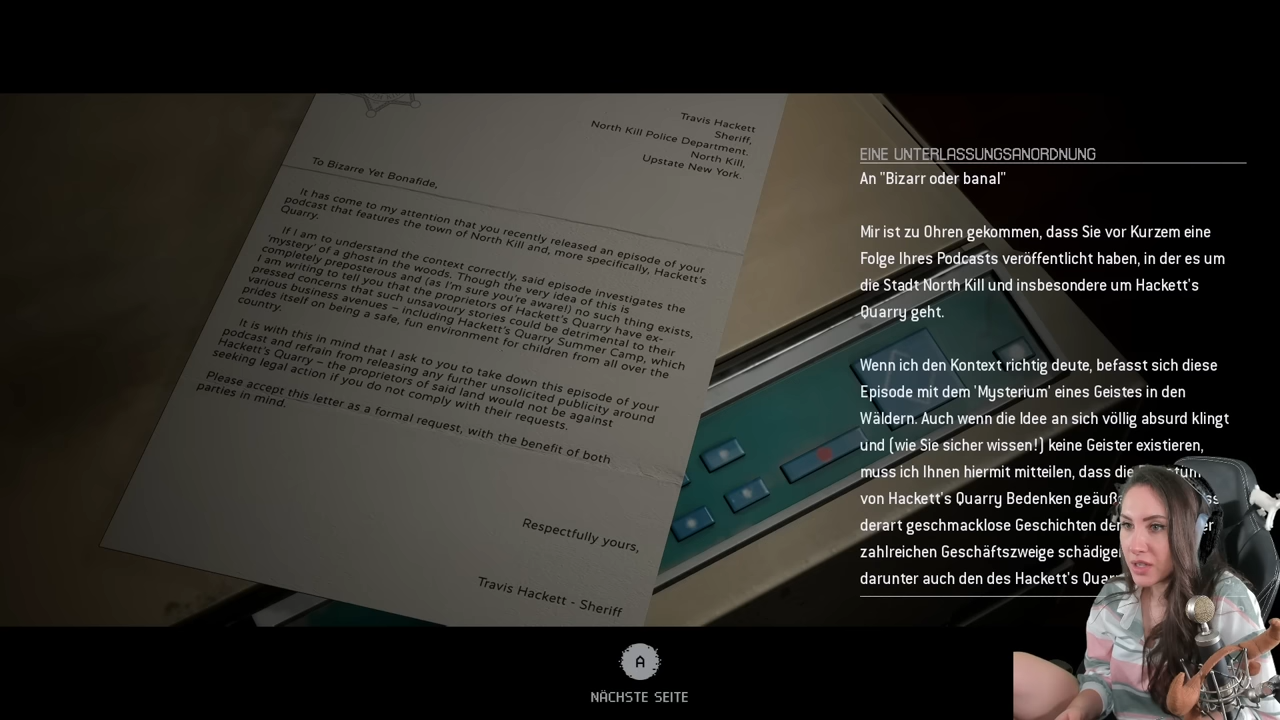 Travis Hackett
Sheriff,
North Kill Police Department.
North Kill,
Upstate New York.
To Bizarre Yet Bonafide,
It has come to my attention that you recently released an episode of your
podcast that features the town of North Kill and, more specifically, Hackett's
Quarry.
If I am to understand the context correctly, said episode investigates the
'mystery' of a ghost in the woods. Though the very idea of this is
completely preposterous and (as I'm sure you're aware!) no such thing exists,
I am writing to tell you that the proprietors of Hackett's Quarry have ex-
pressed concerns that such unsavoury stories could be detrimental to their
various business avenues – including Hackett's Quarry Summer Camp, which
prides itself on being a safe, fun environment for children from all over the
country.
It is with this in mind that I ask to you to take down this episode of your
podcast and refrain from releasing any further unsolicited publicity around
Hackett's Quarry – the proprietors of said land would not be against
seeking legal action if you do not comply with their requests.
Please accept this letter as a formal request, with the benefit of both
parties in mind.
Respectfully yours,
Travis Hackett - Sheriff
EINE UNTERLASSUNGSANORDNUNG
An "Bizarr oder banal"
Mir ist zu Ohren gekommen, dass Sie vor Kurzem eine
Folge Ihres Podcasts veröffentlicht haben, in der es um
die Stadt North Kill und insbesondere um Hackett's
Quarry geht.
Wenn ich den Kontext richtig deute, befasst sich diese
Episode mit dem 'Mysterium' eines Geistes in den
Wäldern. Auch wenn die Idee an sich völlig absurd klingt
und (wie Sie sicher wissen!) keine Geister existieren,
muss ich Ihnen hiermit mitteilen, dass die
von Hackett's Quarry Bedenken
derart geschmacklose Geschichten
zahlreichen Geschäftszweige
darunter auch den des Hackett's
A
NÄCHSTE SEITE